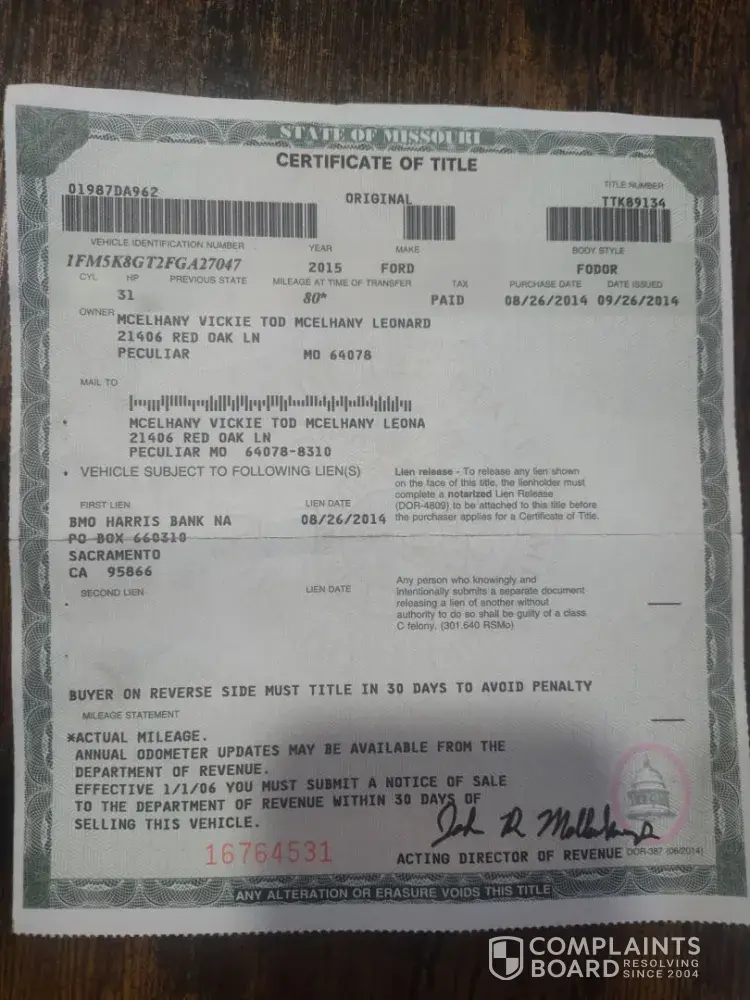 STATE OF MISSOURI
CERTIFICATE OF TITLE
01987DA962
ORIGINAL
TITLE NUMBER
TTK89134
VEHICLE IDENTIFICATION NUMBER YEAR MAKE BODY STYLE
1FM5K8GT2FGA27047 2015 FORD FODOR
CYL HP PREVIOUS STATE MILEAGE AT TIME OF TRANSFER TAX PURCHASE DATE DATE ISSUED
31 80* PAID 08/26/2014 09/26/2014
OWNER MCELHANY VICKIE TOD MCELHANY LEONARD
21406 RED OAK LN
PECULIAR MO 64078
MAIL TO
MCELHANY VICKIE TOD MCELHANY LEONA
21406 RED OAK LN
PECULIAR MO 64078-8310
VEHICLE SUBJECT TO FOLLOWING LIEN(S)
Lien release - To release any lien shown
on the face of this title, the lienholder must
complete a notarized Lien Release
(DOR-4809) to be attached to this title before
the purchaser applies for a Certificate of Title.
FIRST LIEN LIEN DATE
BMO HARRIS BANK NA 08/26/2014
PO BOX 660310
SACRAMENTO
CA 95866
SECOND LIEN LIEN DATE
Any person who knowingly and
intentionally submits a separate document
releasing a lien of another without
authority to do so shall be guilty of a class
C felony. (301.640 RSMo)
BUYER ON REVERSE SIDE MUST TITLE IN 30 DAYS TO AVOID PENALTY
MILEAGE STATEMENT
*ACTUAL MILEAGE.
ANNUAL ODOMETER UPDATES MAY BE AVAILABLE FROM THE
DEPARTMENT OF REVENUE.
EFFECTIVE 1/1/06 YOU MUST SUBMIT A NOTICE OF SALE
TO THE DEPARTMENT OF REVENUE WITHIN 30 DAYS OF
SELLING THIS VEHICLE.
16764531
ACTING DIRECTOR OF REVENUE DOR-387 (06/2014)
ANY ALTERATION OR ERASURE VOIDS THIS TITLE
COMPLAINTS
BOARD RESOLVING
SINCE 2004